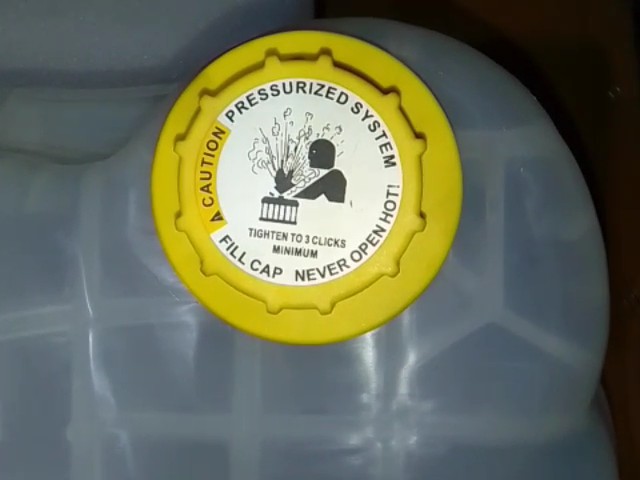 ⚠ CAUTION
PRESSURIZED SYSTEM
TIGHTEN TO 3 CLICKS
MINIMUM
FILL CAP NEVER OPEN HOT!